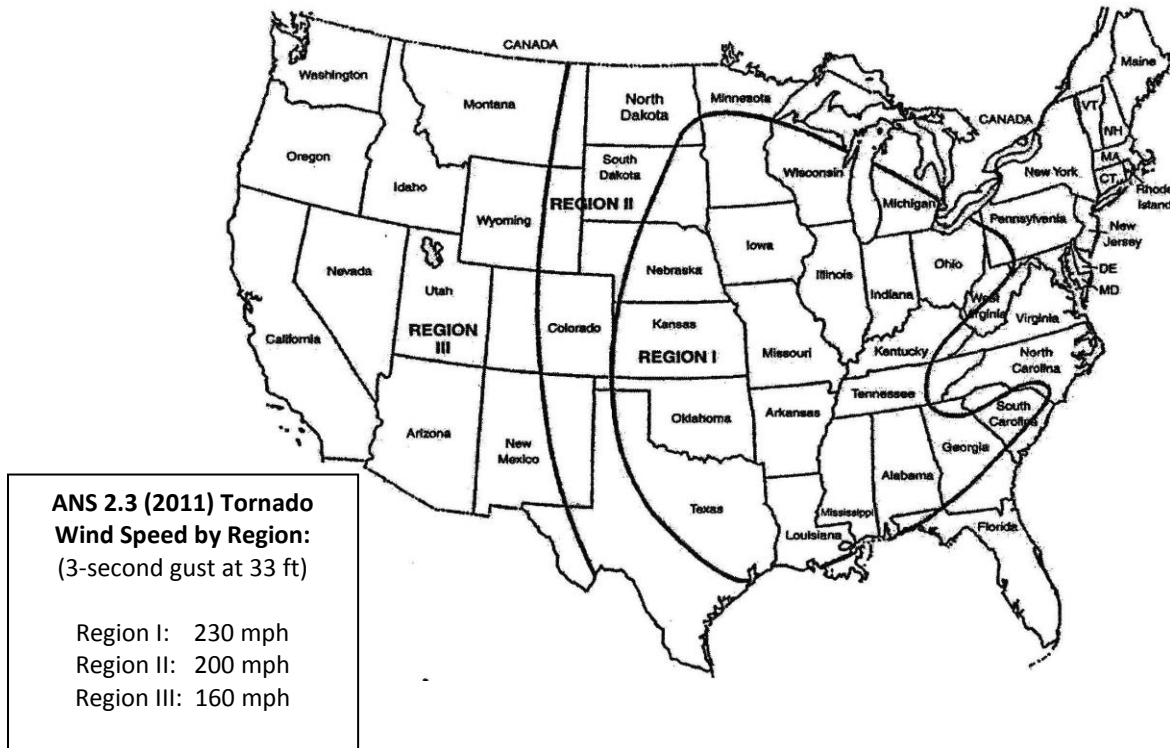 CANADA
Washington
Montana
North
Dakota
Minnesota
Maine
VT
NH
CANADA
Oregon
Idaho
South
Dakota
Wisconsin
MA
CT
New York
Rhode
Island
Wyoming
REGION II
Michigan
Pennsylvania
New
Jersey
Iowa
Nevada
Nebraska
Illinois
Indiana
Ohio
DE
MD
Utah
West
Virginia
Virginia
REGION
III
Colorado
Kansas
REGION I
Missouri
Kentucky
California
North
Carolina
Tennessee
Arizona
New
Mexico
Oklahoma
Arkansas
South
Carolina
Georgia
Alabama
Texas
Mississippi
Louisiana
Florida
ANS 2.3 (2011) Tornado
Wind Speed by Region:
(3-second gust at 33 ft)
Region I: 230 mph
Region II: 200 mph
Region III: 160 mph